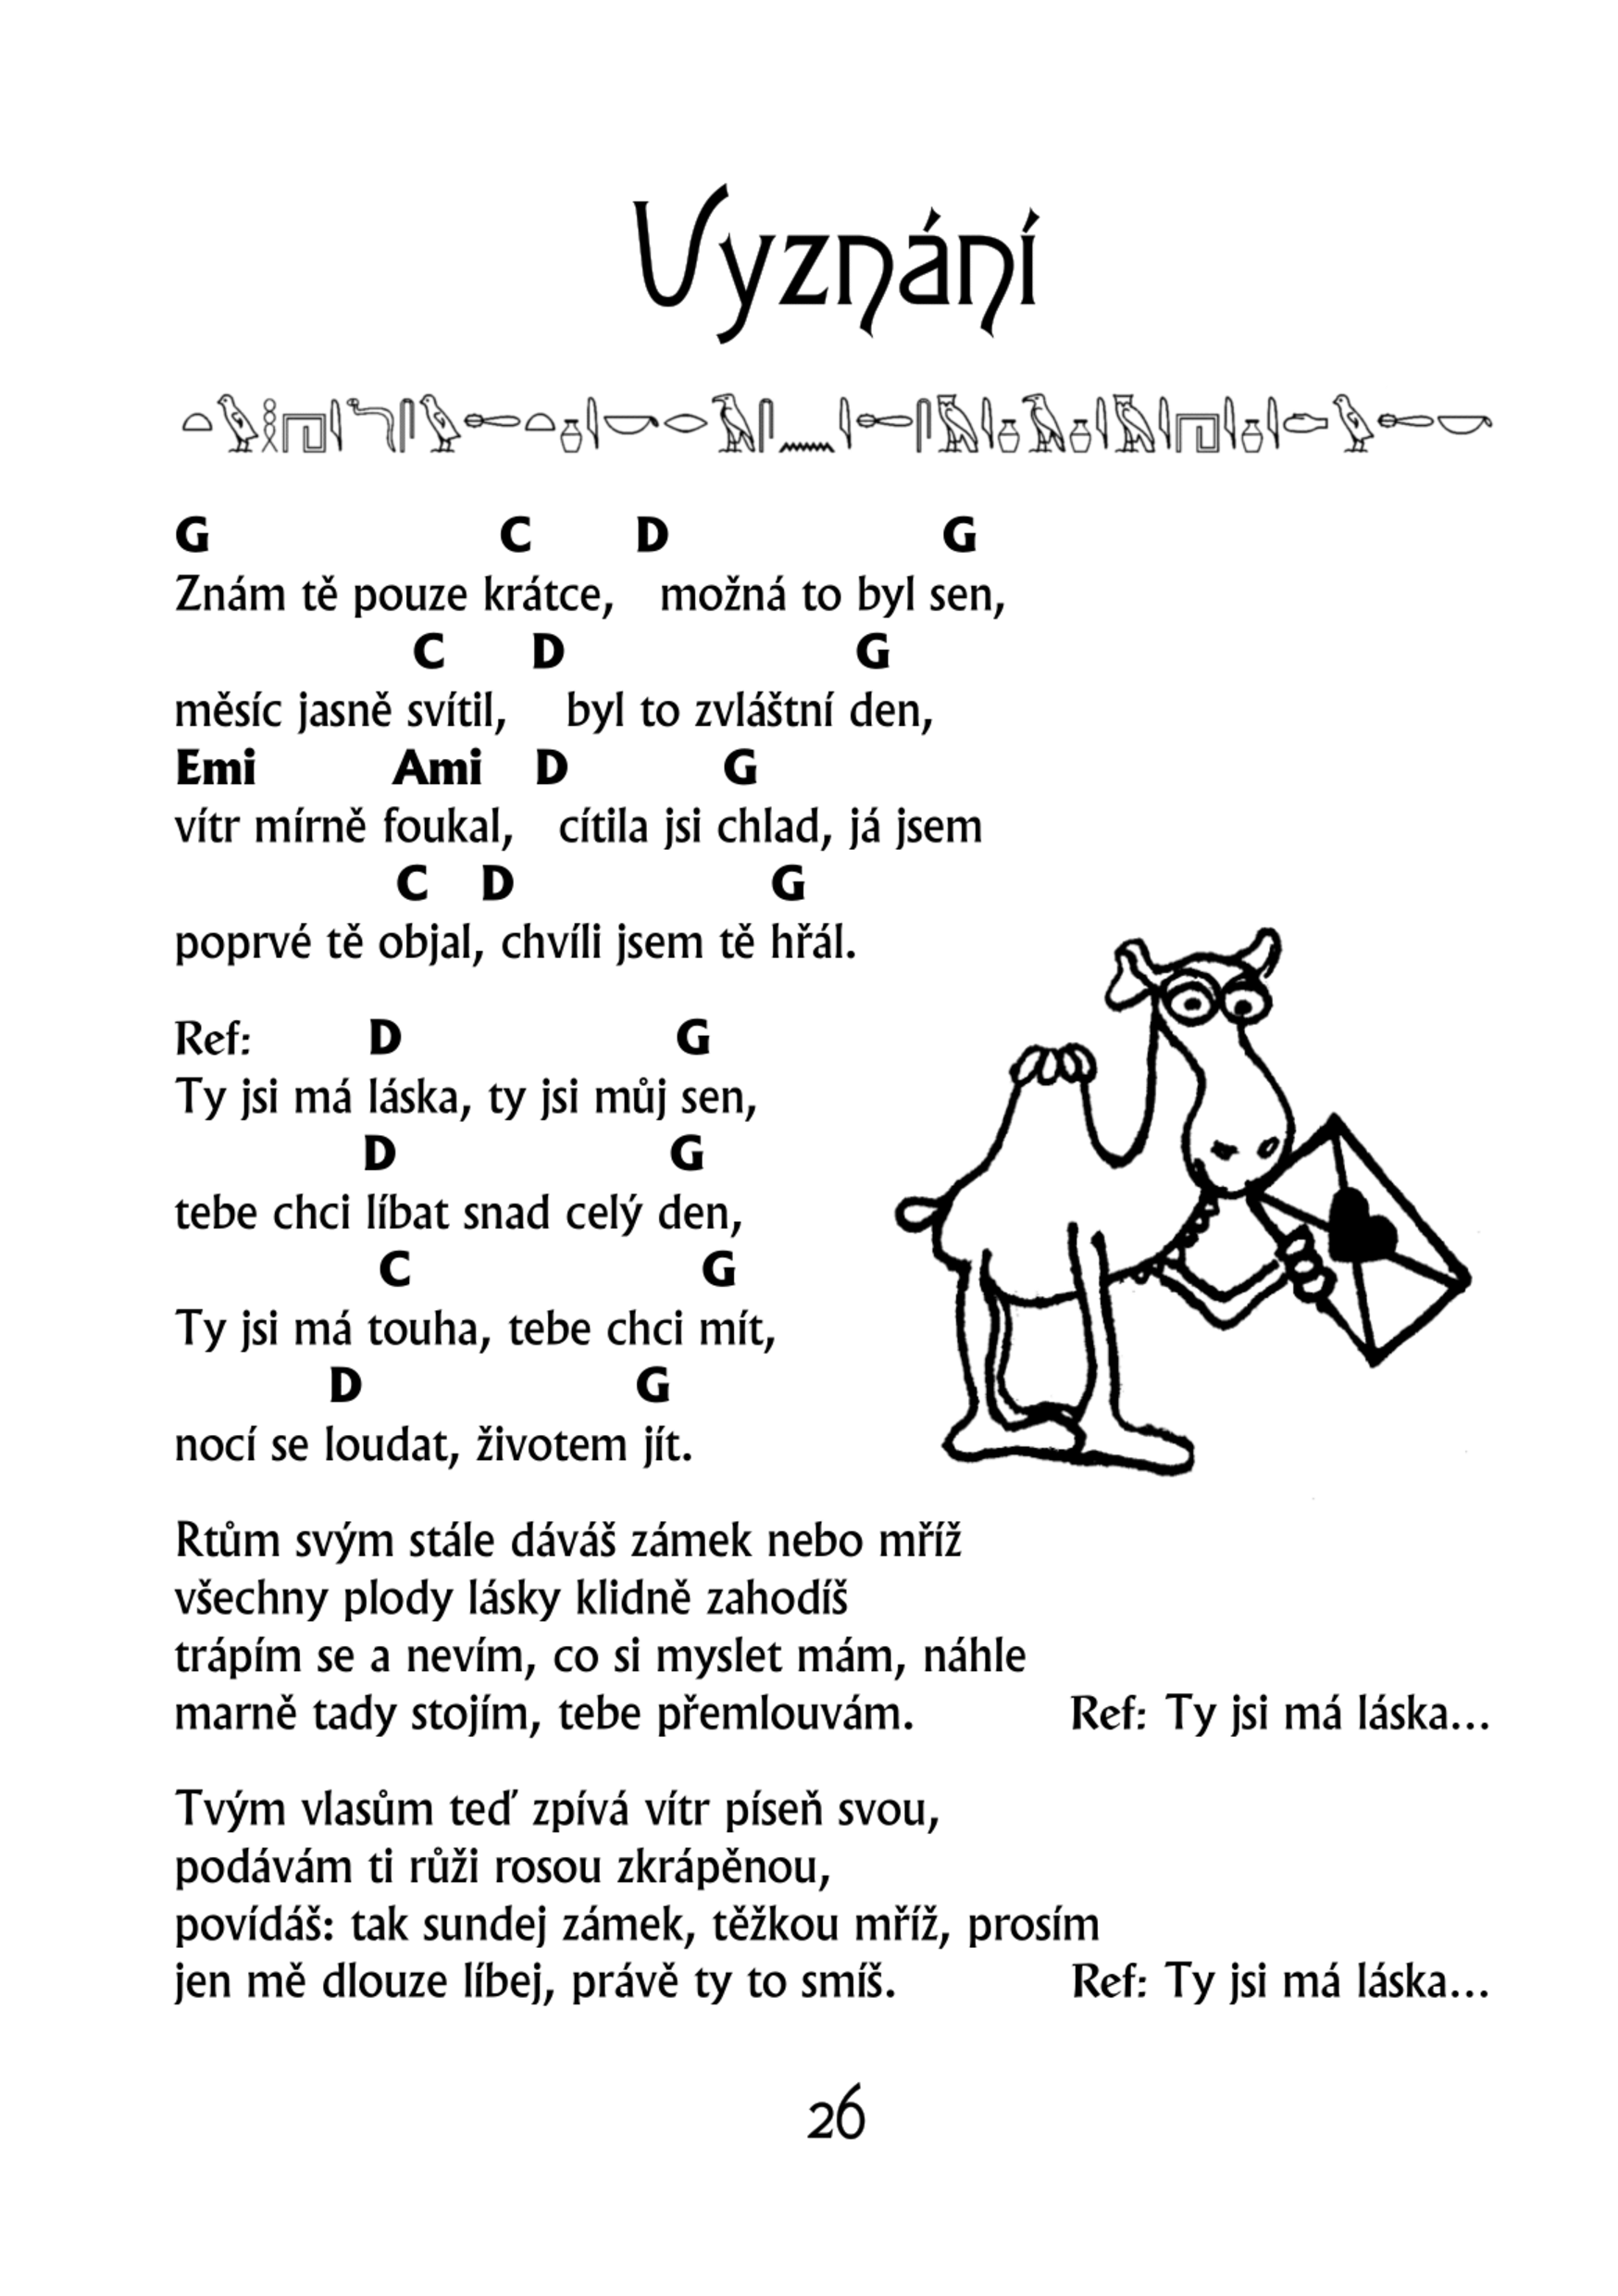 Vyznání
G C D G
Znám tě pouze krátce, možná to byl sen,
C D G
měsíc jasně svítil, byl to zvláštní den,
Emi Ami D G
vítr mírně foukal, cítila jsi chlad, já jsem
C D G
poprvé tě objal, chvíli jsem tě hřál.
Ref: D G
Ty jsi má láska, ty jsi můj sen,
D G
tebe chci líbat snad celý den,
C G
Ty jsi má touha, tebe chci mít,
D G
nocí se loudat, životem jít.
Rtům svým stále dáváš zámek nebo mříž
všechny plody lásky klidně zahodíš
trápím se a nevím, co si myslet mám, náhle
marně tady stojím, tebe přemlouvám. Ref: Ty jsi má láska...
Tvým vlasům teď zpívá vítr píseň svou,
podávám ti růži rosou zkrápěnou,
povídáš: tak sundej zámek, těžkou mříž, prosím
jen mě dlouze líbej, právě ty to smíš. Ref: Ty jsi má láska...
26